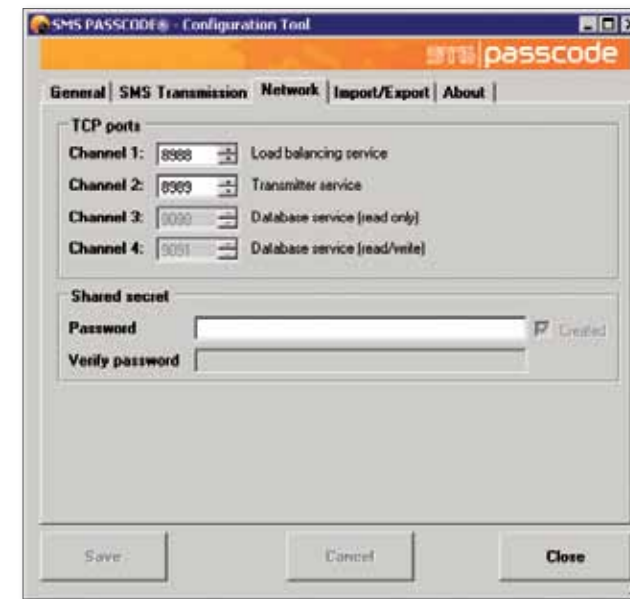 SMS PASSCODE® - Configuration Tool
sms passcode
General SMS Transmission Network Import/Export About
TCP ports
Channel 1: 8988 Load balancing service
Channel 2: 8989 Transmitter service
Channel 3: Database service (read only)
Channel 4: 9091 Database service (read/write)
Shared secret
Password Created
Verify password
Save Cancel Close